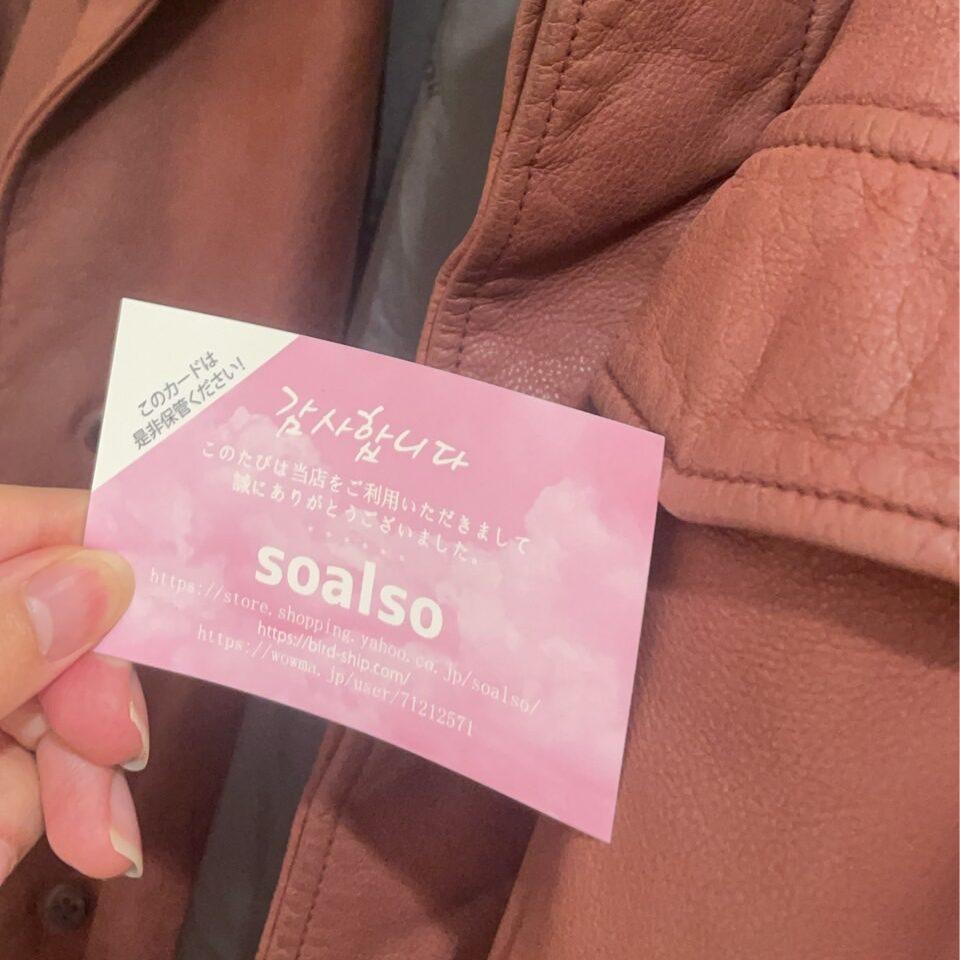 このカードは
是非保管ください!
감사합니다
このたびは当店をご利用いただきまして
誠にありがとうございました。
soalso
https://store.shopping.yahoo.co.jp/soalso/
https://bird-ship.com/
https://wowma.jp/user/71212571